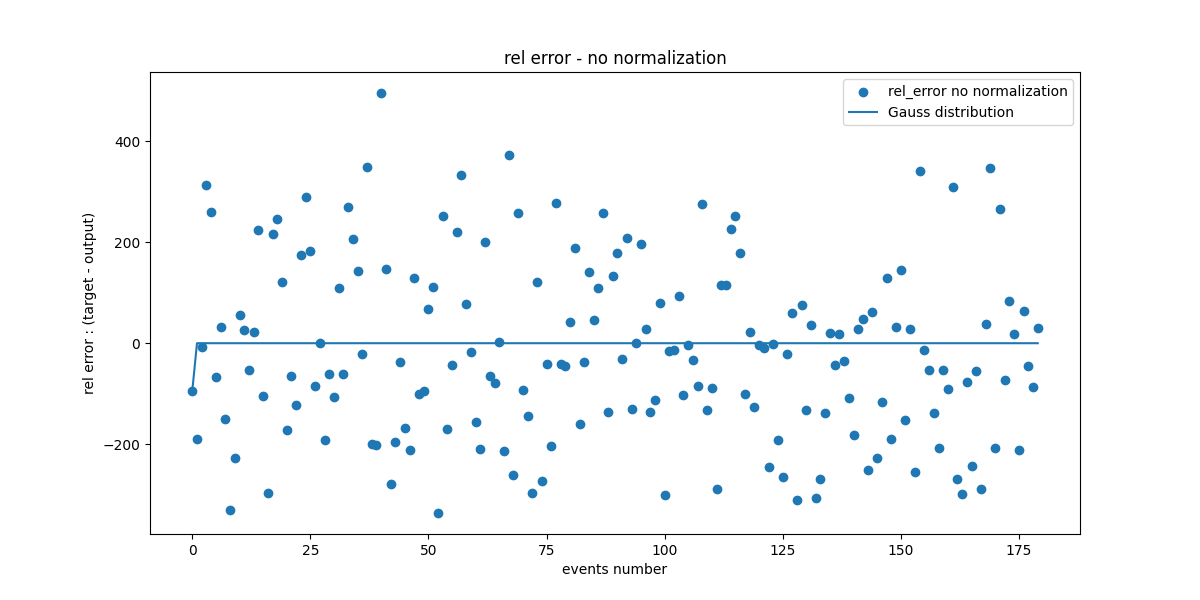 rel error - no normalization
rel_error no normalization
Gauss distribution
400
200
0
−200
rel error : (target - output)
0 25 50 75 100 125 150 175
events number